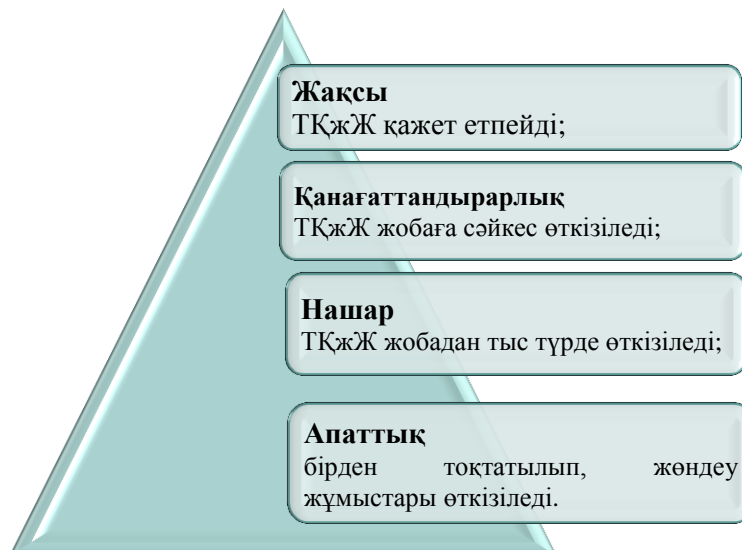 Жақсы
ТҚжЖ қажет етпейді;
Қанағаттандырарлық
ТҚжЖ жобаға сәйкес өткізіледі;
Нашар
ТҚжЖ жобадан тыс түрде өткізіледі;
Апаттық
бірден тоқтатылып, жөндеу
жұмыстары өткізіледі.